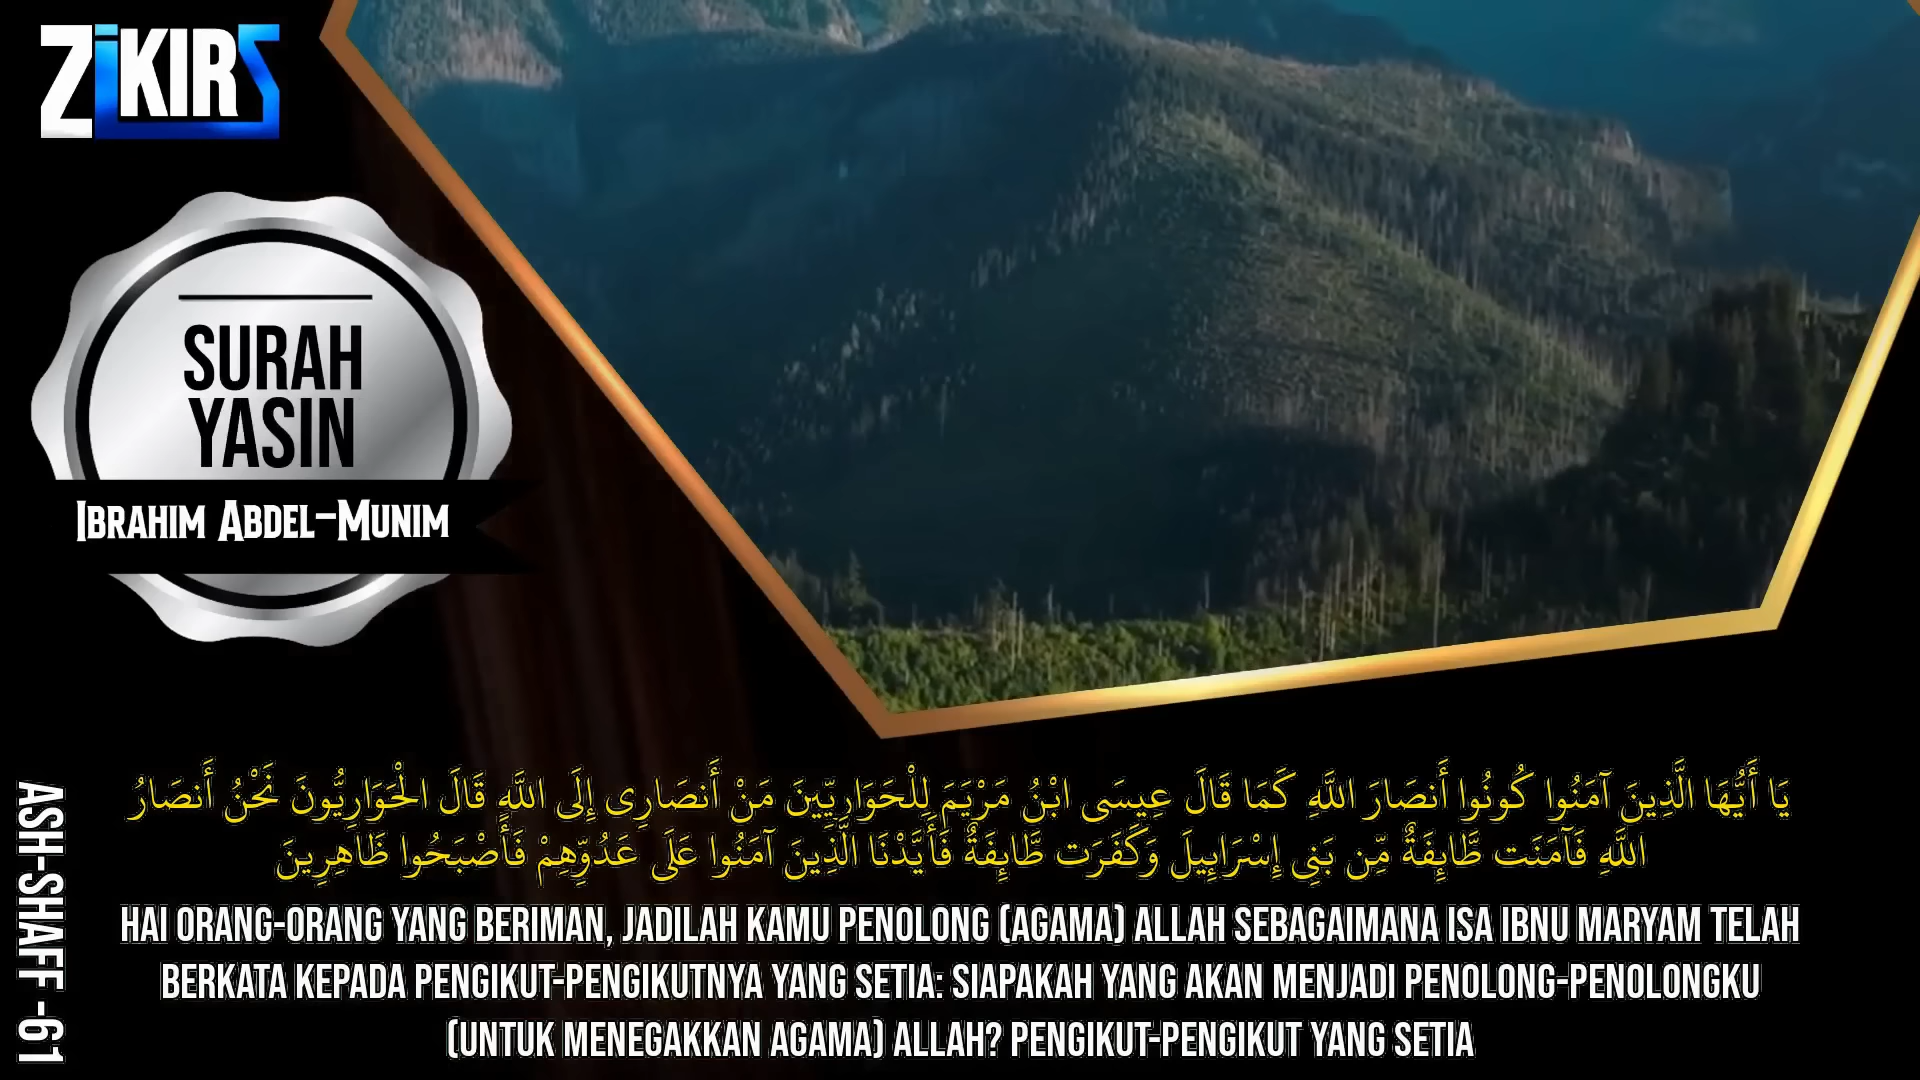 ZiKIRS
SURAH
YASIN
IBRAHIM ABDEL-MUNIM
يَا أَيُّهَا الَّذِينَ آمَنُوا كُونُوا أَنصَارَ اللَّهِ كَمَا قَالَ عِيسَى ابْنُ مَرْيَمَ لِلْحَوَارِيِّينَ مَنْ أَنصَارِى إِلَى اللَّهِ قَالَ الْحَوَارِيُّونَ نَحْنُ أَنصَارُ
اللَّهِ فَآمَنَت طَّايِفَةٌ مِّن بَنِى إِسْرَايِيلَ وَكَفَرَت طَّايِفَةٌ فَأَيَّدْنَا الَّذِينَ آمَنُوا عَلَى عَدُوِّهِمْ فَأَصْبَحُوا ظَاهِرِينَ
HAI ORANG-ORANG YANG BERIMAN, JADILAH KAMU PENOLONG (AGAMA) ALLAH SEBAGAIMANA ISA IBNU MARYAM TELAH
BERKATA KEPADA PENGIKUT-PENGIKUTNYA YANG SETIA: SIAPAKAH YANG AKAN MENJADI PENOLONG-PENOLONGKU
(UNTUK MENEGAKKAN AGAMA) ALLAH? PENGIKUT-PENGIKUT YANG SETIA
ASH-SHAFF -61